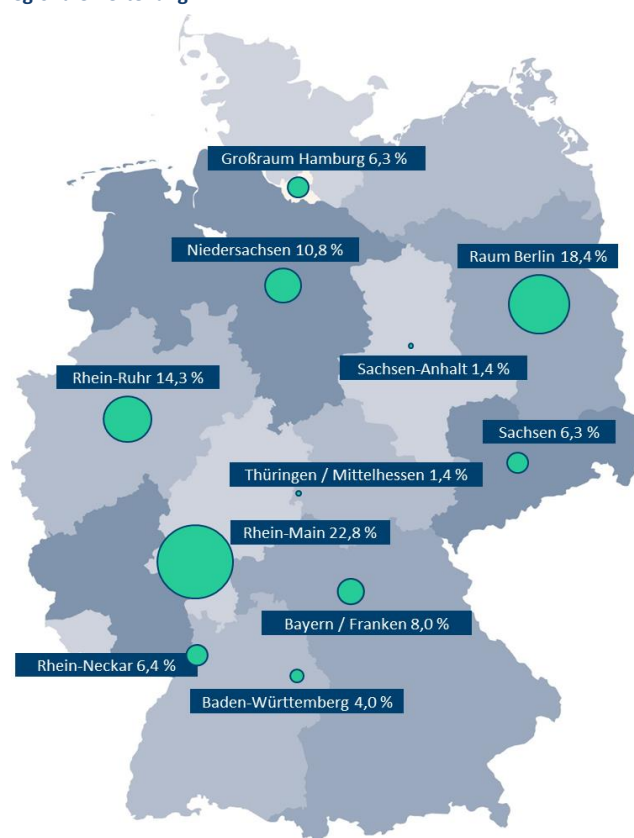 Großraum Hamburg 6,3 %
Niedersachsen 10,8 %
Raum Berlin 18,4 %
Sachsen-Anhalt 1,4 %
Rhein-Ruhr 14,3 %
Sachsen 6,3 %
Thüringen / Mittelhessen 1,4 %
Rhein-Main 22,8 %
Bayern / Franken 8,0 %
Rhein-Neckar 6,4 %
Baden-Württemberg 4,0 %